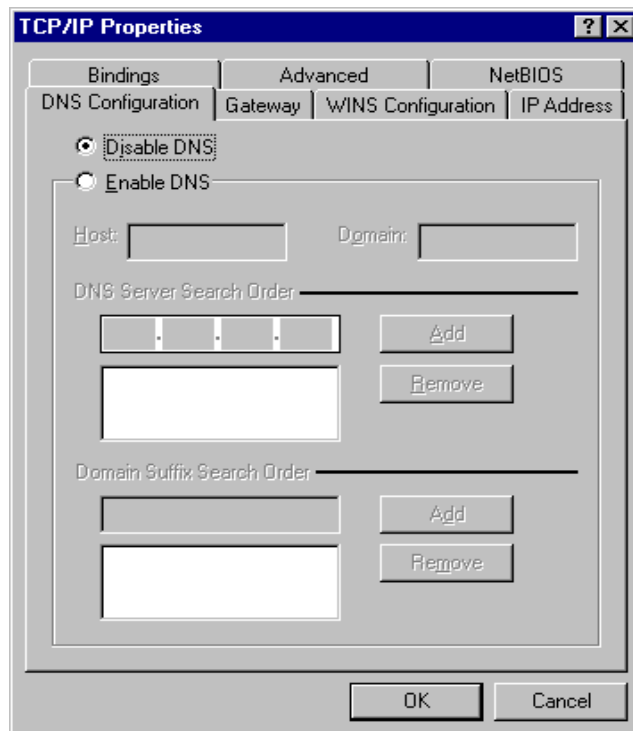 TCP/IP Properties
Bindings Advanced NetBIOS
DNS Configuration Gateway WINS Configuration IP Address
Disable DNS
Enable DNS
Host: Domain:
DNS Server Search Order
. . .
Add
Remove
Domain Suffix Search Order
Add
Remove
OK Cancel